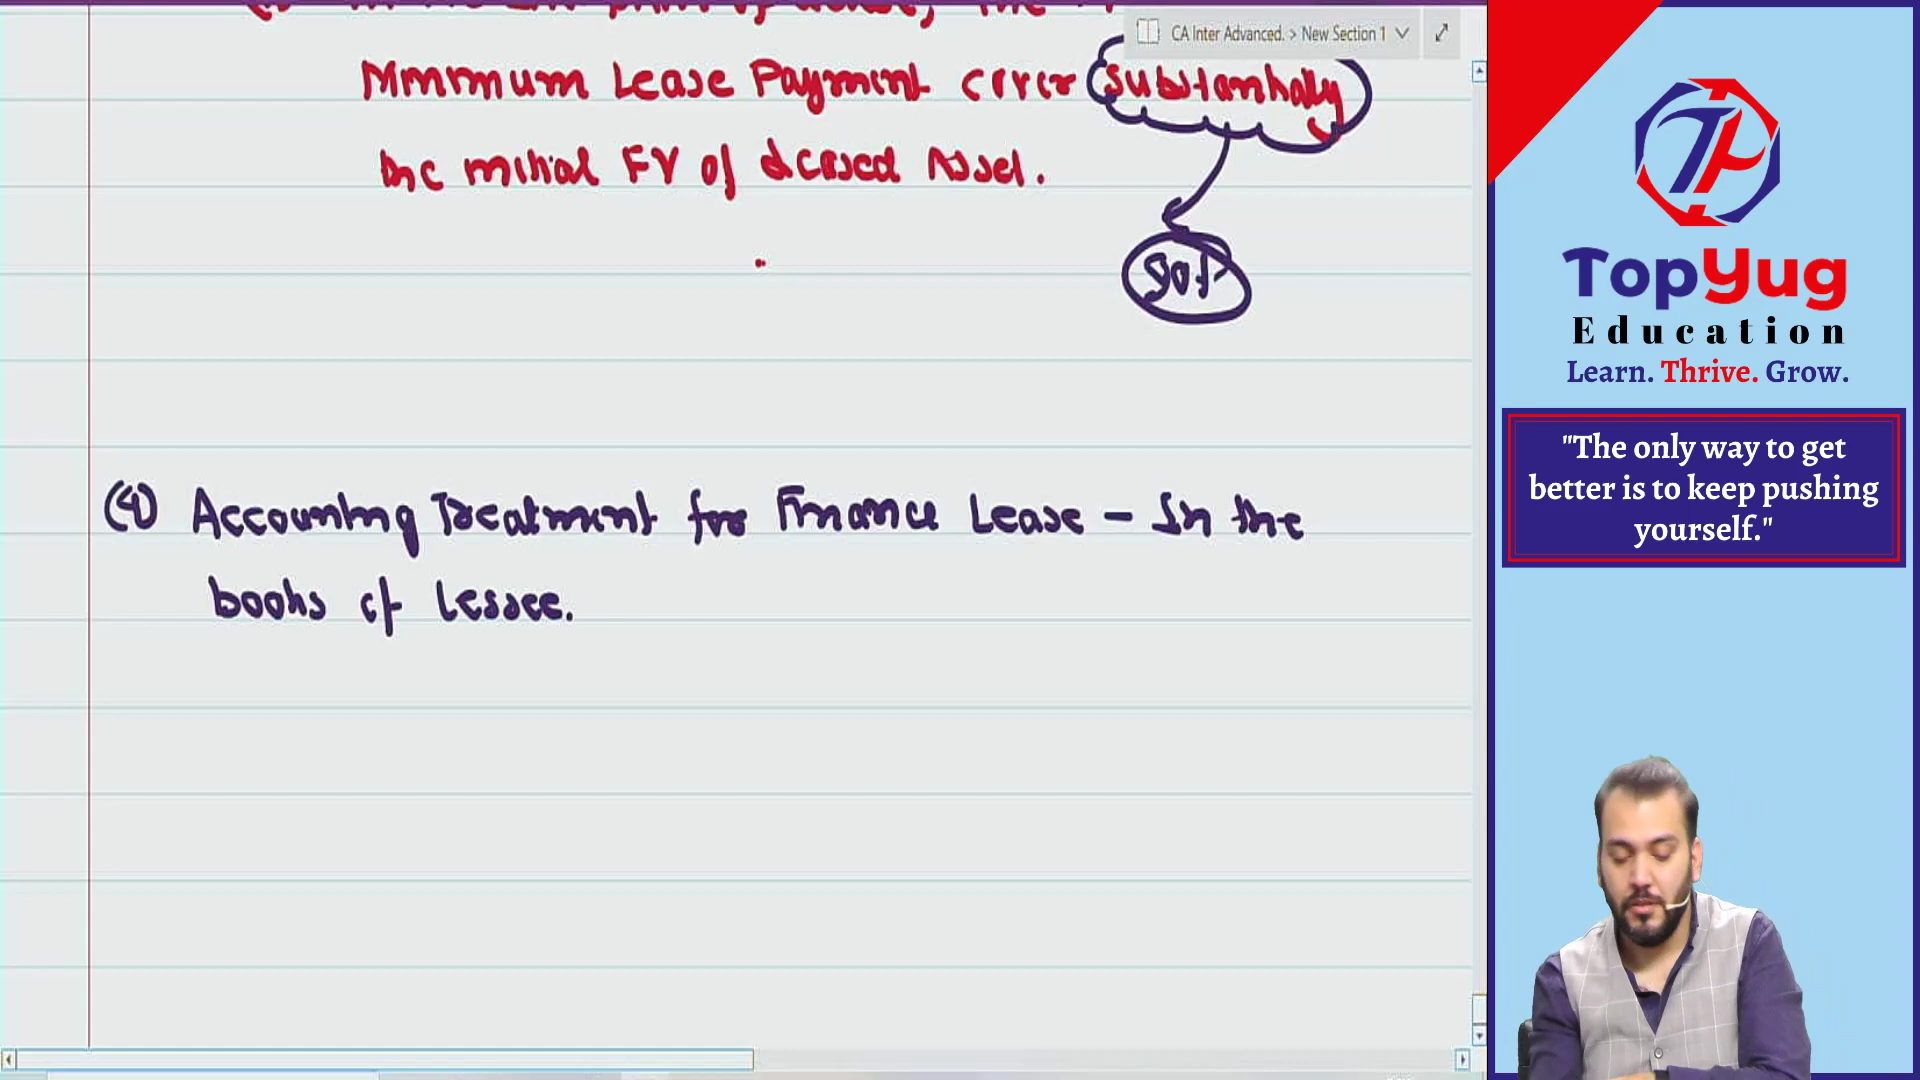 CA Inter Advanced. > New Section 1
Minimum Lease Payment cover Substantially
the initial FV of Leased Asset.
90%
(4) Accounting Treatment for Finance Lease - In the
books of Lessee.
TopYug
Education
Learn. Thrive. Grow.
"The only way to get
better is to keep pushing
yourself."